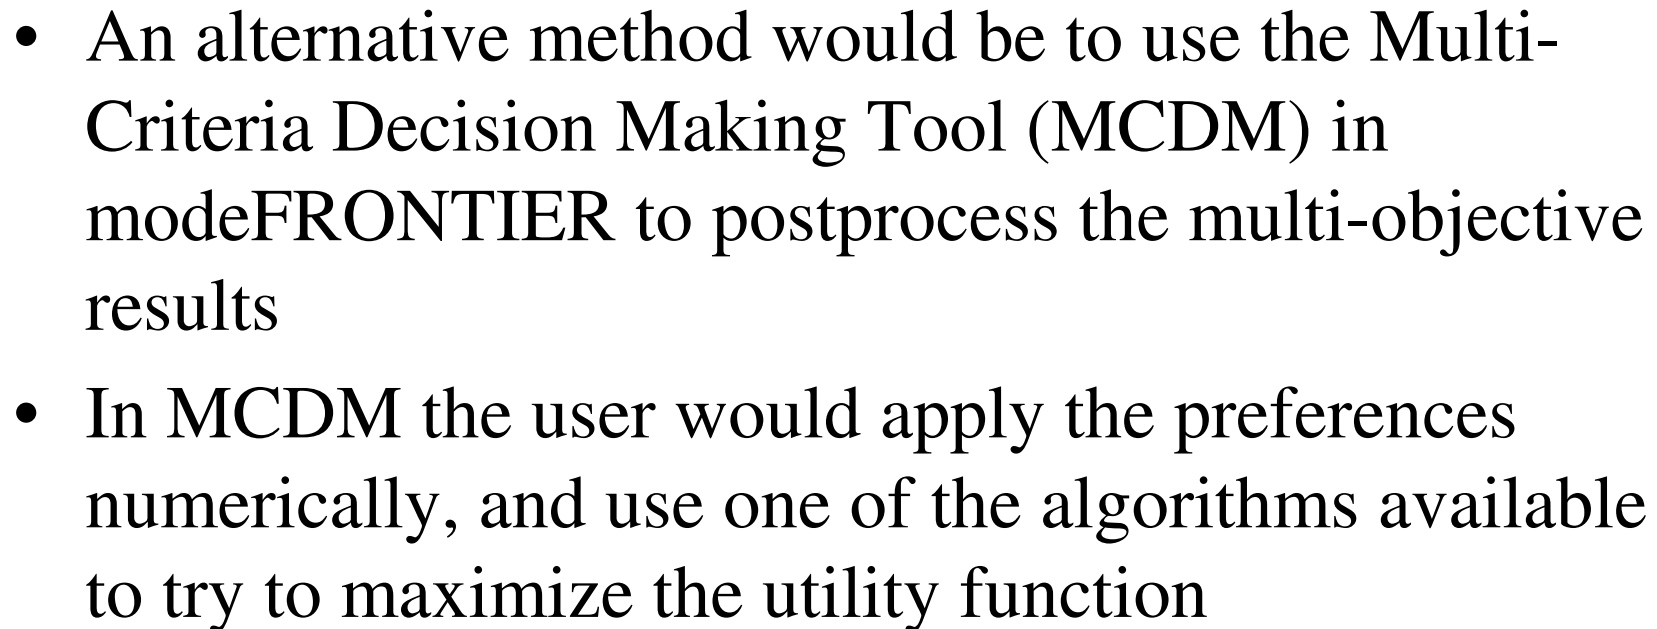 • An alternative method would be to use the Multi-
Criteria Decision Making Tool (MCDM) in
modeFRONTIER to postprocess the multi-objective
results
• In MCDM the user would apply the preferences
numerically, and use one of the algorithms available
to try to maximize the utility function